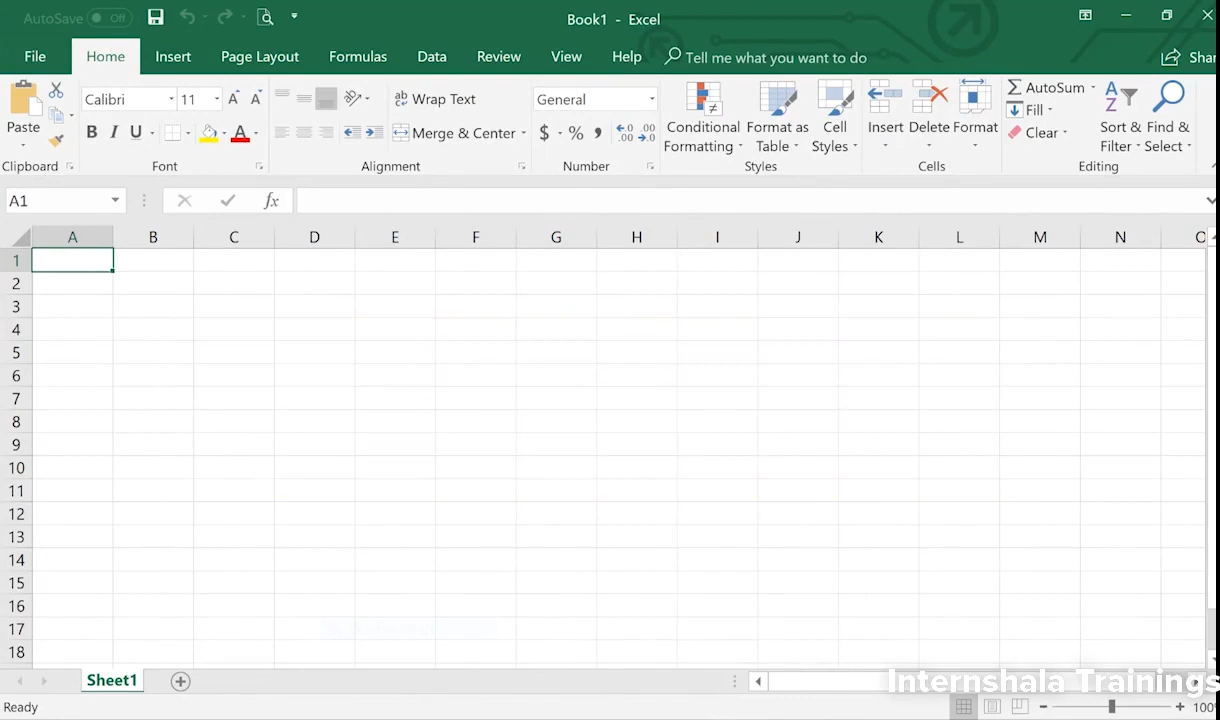 AutoSave Off
Book1 - Excel
File Home Insert Page Layout Formulas Data Review View Help Tell me what you want to do Shar
Paste
Calibri 11
B I U A
Wrap Text
Merge & Center
General
$ % ,
Conditional Formatting
Format as Table
Cell Styles
Insert Delete Format
AutoSum
Fill
Clear
Sort & Filter
Find & Select
Clipboard Font Alignment Number Styles Cells Editing
A1 fx
A B C D E F G H I J K L M N O
1
2
3
4
5
6
7
8
9
10
11
12
13
14
15
16
17
18
Sheet1
Internshala Trainings
Ready 100%